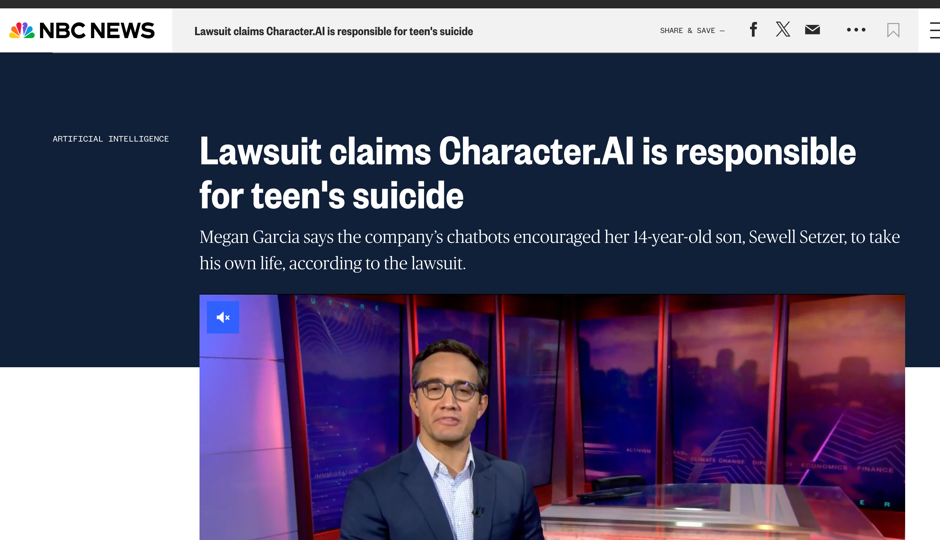 NBC NEWS
Lawsuit claims Character.AI is responsible for teen's suicide
SHARE & SAVE —
ARTIFICIAL INTELLIGENCE
Lawsuit claims Character.AI is responsible
for teen's suicide
Megan Garcia says the company’s chatbots encouraged her 14-year-old son, Sewell Setzer, to take
his own life, according to the lawsuit.
CLIMATE CHANGE
ECONOMICS
FINANCE